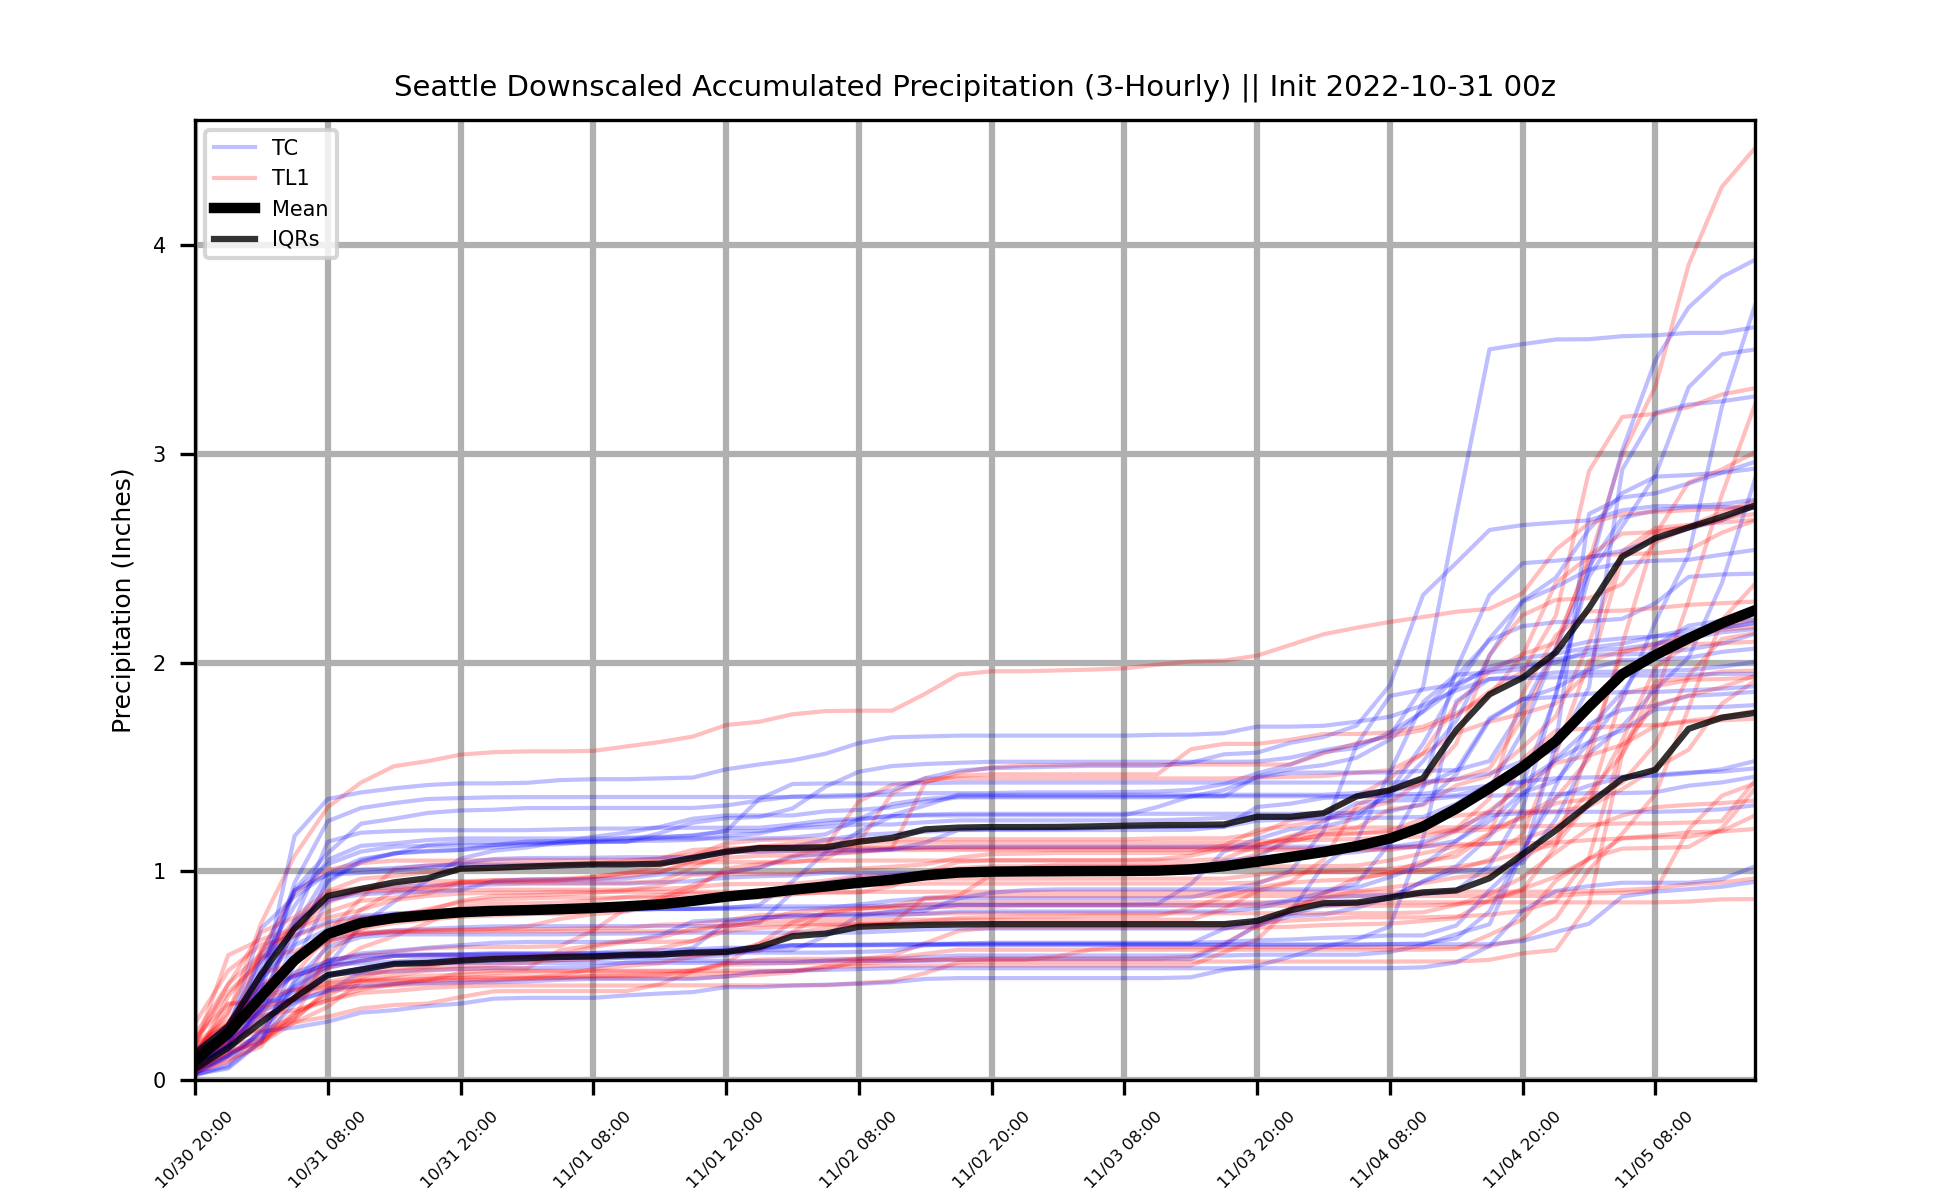 Seattle Downscaled Accumulated Precipitation (3-Hourly) || Init 2022-10-31 00z
TC
TL1
Mean
IQRs
Precipitation (Inches)
4
3
2
1
0
10/30 20:00
10/31 08:00
10/31 20:00
11/01 08:00
11/01 20:00
11/02 08:00
11/02 20:00
11/03 08:00
11/03 20:00
11/04 08:00
11/04 20:00
11/05 08:00